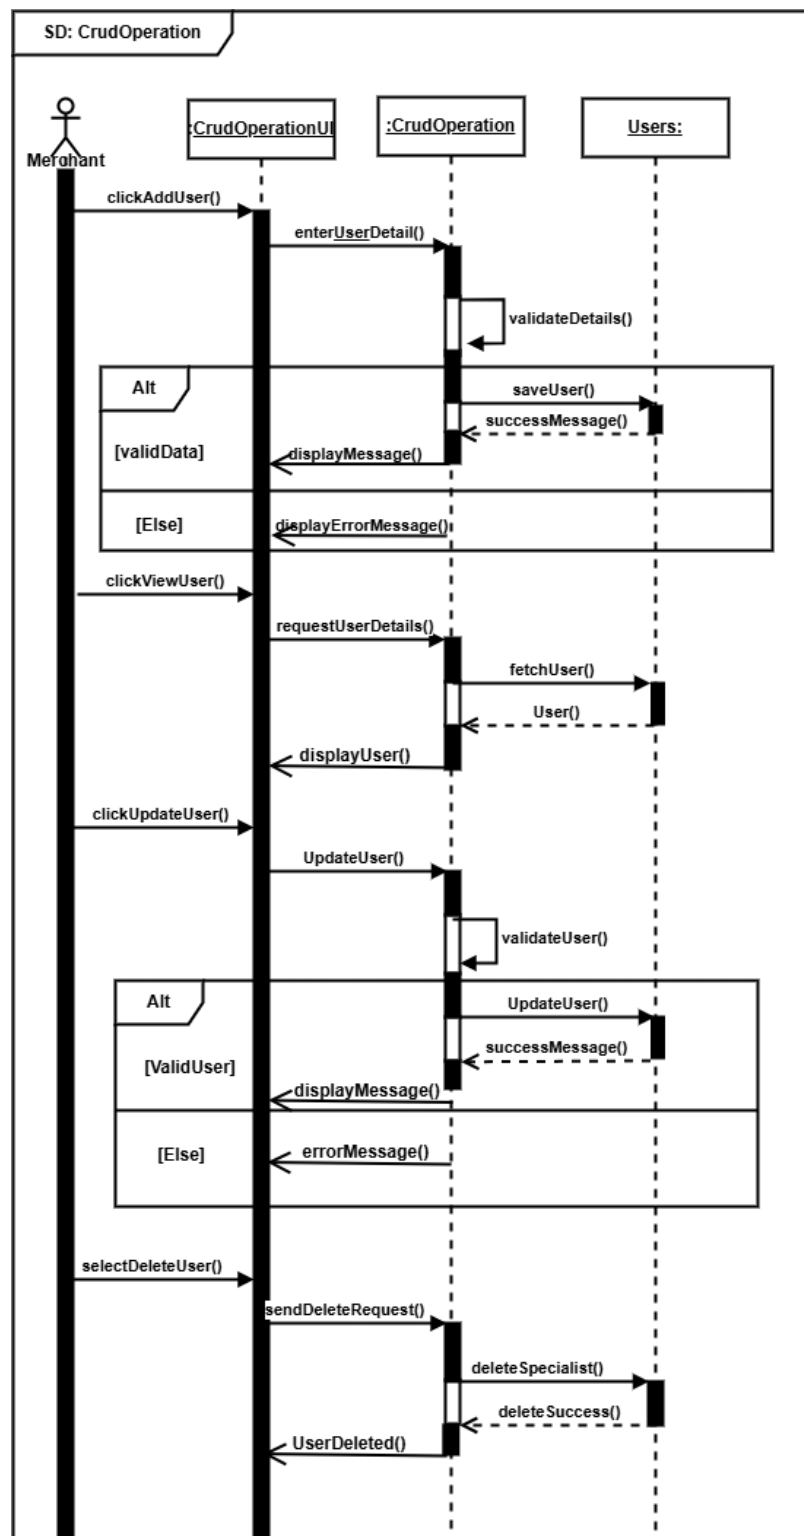 SD: CrudOperation
Merchant
:CrudOperationUI
:CrudOperation
Users:
clickAddUser()
enterUserDetail()
validateDetails()
Alt
saveUser()
successMessage()
[validData]
displayMessage()
[Else]
displayErrorMessage()
clickViewUser()
requestUserDetails()
fetchUser()
User()
displayUser()
clickUpdateUser()
UpdateUser()
validateUser()
Alt
UpdateUser()
successMessage()
[ValidUser]
displayMessage()
[Else]
errorMessage()
selectDeleteUser()
sendDeleteRequest()
deleteSpecialist()
deleteSuccess()
UserDeleted()